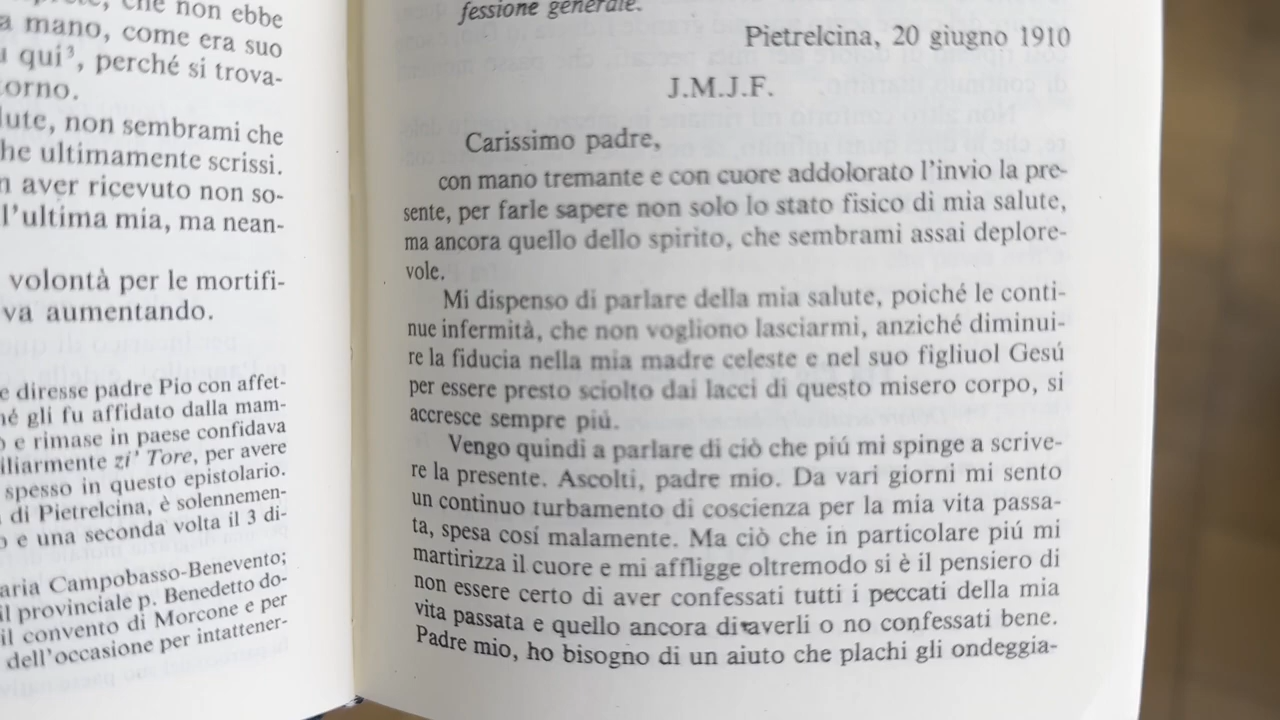 che non ebbe
a mano, come era suo
qui³, perché si trova-
orno.
lute, non sembrami che
he ultimamente scrissi.
n aver ricevuto non so-
l'ultima mia, ma nean-
volontà per le mortifi-
va aumentando.
e diresse padre Pio con affet-
né gli fu affidato dalla mam-
o e rimase in paese confidava
iliarmente zi' Tore, per avere
spesso in questo epistolario.
di Pietrelcina, è solennemen-
o e una seconda volta il 3 di-
aria Campobasso-Benevento;
il provinciale p. Benedetto do-
il convento di Morcone e per
dell'occasione per intattener-
fessione generale.
Pietrelcina, 20 giugno 1910
J.M.J.F.
Carissimo padre,
con mano tremante e con cuore addolorato l'invio la pre-
sente, per farle sapere non solo lo stato fisico di mia salute,
ma ancora quello dello spirito, che sembrami assai deplore-
vole.
Mi dispenso di parlare della mia salute, poiché le conti-
nue infermità, che non vogliono lasciarmi, anziché diminui-
re la fiducia nella mia madre celeste e nel suo figliuol Gesú
per essere presto sciolto dai lacci di questo misero corpo, si
accresce sempre piú.
Vengo quindi a parlare di ciò che piú mi spinge a scrive-
re la presente. Ascolti, padre mio. Da vari giorni mi sento
un continuo turbamento di coscienza per la mia vita passa-
ta, spesa cosí malamente. Ma ciò che in particolare piú mi
martirizza il cuore e mi affligge oltremodo si è il pensiero di
non essere certo di aver confessati tutti i peccati della mia
vita passata e quello ancora di averli o no confessati bene.
Padre mio, ho bisogno di un aiuto che plachi gli ondeggia-